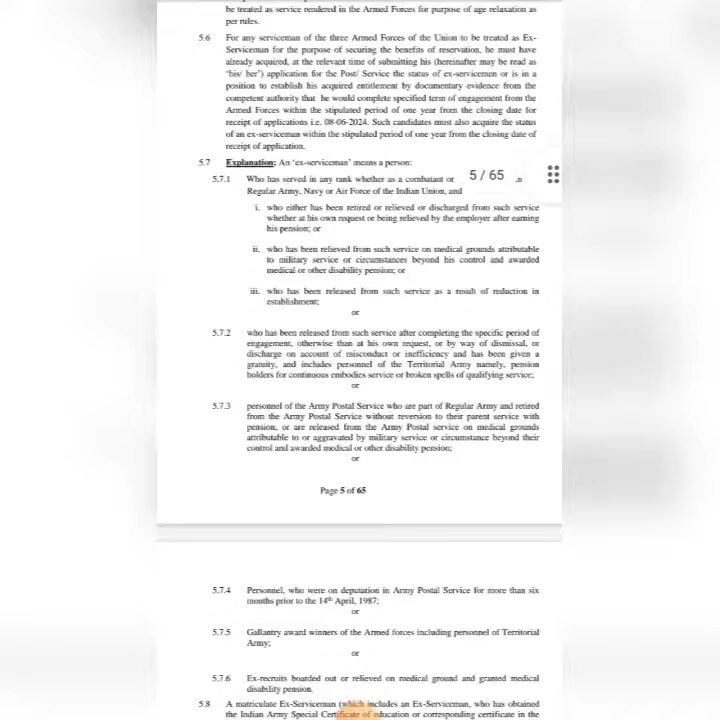 be treated as service rendered in the Armed Forces for purpose of age relaxation as
per rules.
5.6 For any serviceman of the three Armed Forces of the Union to be treated as Ex-
Serviceman for the purpose of securing the benefits of reservation, he must have
already acquired, at the relevant time of submitting his (hereinafter may be read as
'his/ her') application for the Post/ Service the status of ex-servicemen or is in a
position to establish his acquired entitlement by documentary evidence from the
competent authority that he would complete specified term of engagement from the
Armed Forces within the stipulated period of one year from the closing date for
receipt of applications i.e. 08-06-2024. Such candidates must also acquire the status
of an ex-serviceman within the stipulated period of one year from the closing date of
receipt of application.
5.7 Explanation: An 'ex-serviceman' means a person:
5.7.1 Who has served in any rank whether as a combatant or
5 / 65
Regular Army, Navy or Air Force of the Indian Union, and
i. who either has been retired or relieved or discharged from such service
whether at his own request or being relieved by the employer after earning
his pension; or
ii. who has been relieved from such service on medical grounds attributable
to military service or circumstances beyond his control and awarded
medical or other disability pension; or
iii. who has been released from such service as a result of reduction in
establishment;
or
5.7.2 who has been released from such service after completing the specific period of
engagement, otherwise than at his own request, or by way of dismissal, or
discharge on account of misconduct or inefficiency and has been given a
gratuity, and includes personnel of the Territorial Army namely, pension
holders for continuous embodies service or broken spells of qualifying service;
or
5.7.3 personnel of the Army Postal Service who are part of Regular Army and retired
from the Army Postal Service without reversion to their parent service with
pension, or are released from the Army Postal service on medical grounds
attributable to or aggravated by military service or circumstance beyond their
control and awarded medical or other disability pension;
or
Page 5 of 65
5.7.4 Personnel, who were on deputation in Army Postal Service for more than six
months prior to the 14th April, 1987;
or
5.7.5 Gallantry award winners of the Armed forces including personnel of Territorial
Army;
or
5.7.6 Ex-recruits boarded out or relieved on medical ground and granted medical
disability pension.
5.8 A matriculate Ex-Serviceman (which includes an Ex-Serviceman, who has obtained
the Indian Army Special Certificate of education or corresponding certificate in the